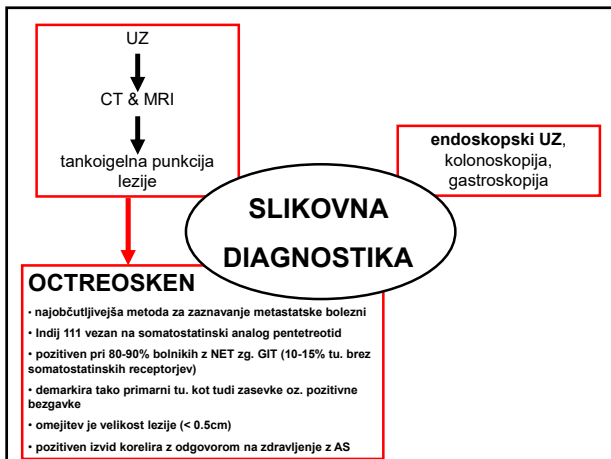 UZ
CT & MRI
tankoigelna punkcija
lezije
endoskopski UZ,
kolonoskopija,
gastroskopija
SLIKOVNA
DIAGNOSTIKA
OCTREOSKEN
• najobčutljivejša metoda za zaznavanje metastatske bolezni
• Indij 111 vezan na somatostatinski analog pentetreotid
• pozitiven pri 80-90% bolnikih z NET zg. GIT (10-15% tu. brez
somatostatinskih receptorjev)
• demarkira tako primarni tu. kot tudi zasevke oz. pozitivne
bezgavke
• omejitev je velikost lezije (< 0.5cm)
• pozitiven izvid korelira z odgovorom na zdravljenje z AS